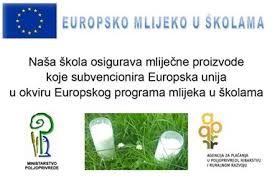 EUROPSKO MLIJEKO U ŠKOLAMA
Naša škola osigurava mliječne proizvode
koje subvencionira Europska unija
u okviru Europskog programa mlijeka u školama
MINISTARSTVO
POLJOPRIVREDE
AGENCIJA ZA PLAĆANJA
U POLJOPRIVREDI, RIBARSTVU
I RURALNOM RAZVOJU